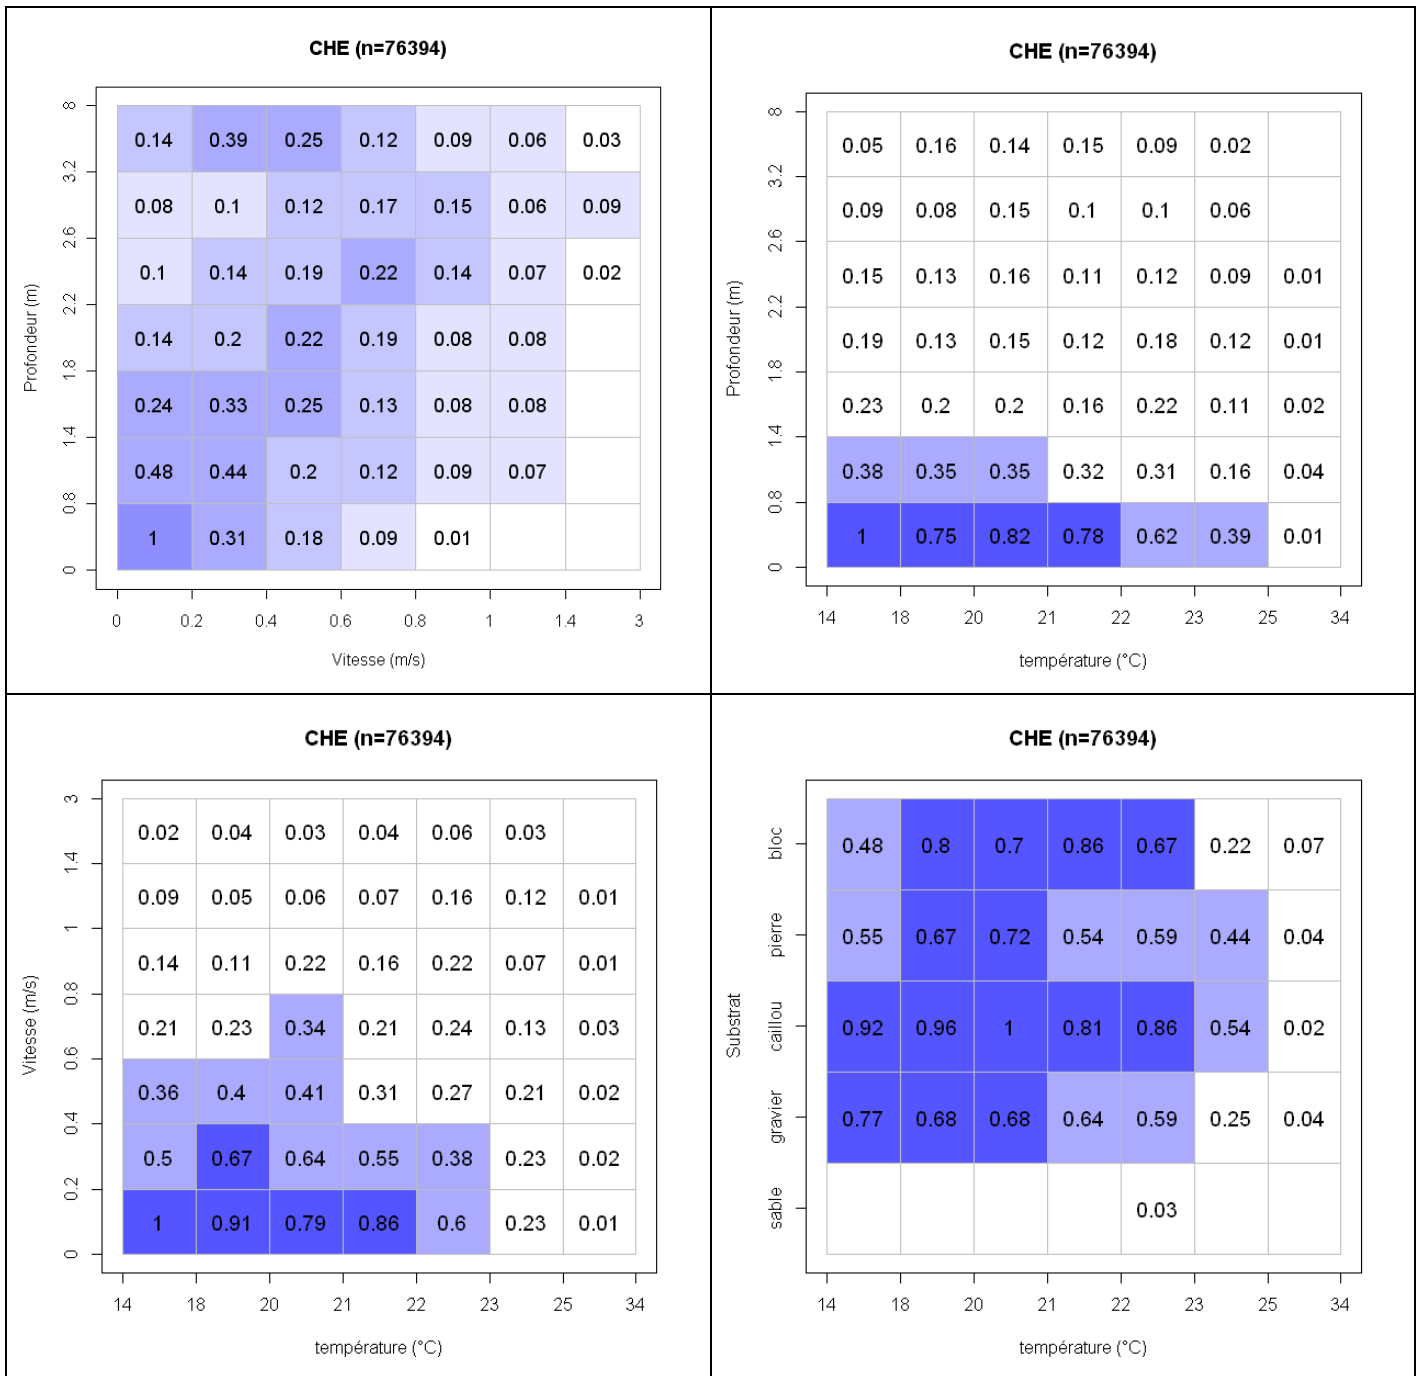 CHE (n=76394)
8
0.14 0.39 0.25 0.12 0.09 0.06 0.03
3.2
0.08 0.1 0.12 0.17 0.15 0.06 0.09
2.6
0.1 0.14 0.19 0.22 0.14 0.07 0.02
2.2
0.14 0.2 0.22 0.19 0.08 0.08
1.8
0.24 0.33 0.25 0.13 0.08 0.08
1.4
0.48 0.44 0.2 0.12 0.09 0.07
0.8
1 0.31 0.18 0.09 0.01
0
Profondeur (m)
0 0.2 0.4 0.6 0.8 1 1.4 3
Vitesse (m/s)
CHE (n=76394)
8
0.05 0.16 0.14 0.15 0.09 0.02
3.2
0.09 0.08 0.15 0.1 0.1 0.06
2.6
0.15 0.13 0.16 0.11 0.12 0.09 0.01
2.2
0.19 0.13 0.15 0.12 0.18 0.12 0.01
1.8
0.23 0.2 0.2 0.16 0.22 0.11 0.02
1.4
0.38 0.35 0.35 0.32 0.31 0.16 0.04
0.8
1 0.75 0.82 0.78 0.62 0.39 0.01
0
Profondeur (m)
14 18 20 21 22 23 25 34
température (°C)
CHE (n=76394)
3
0.02 0.04 0.03 0.04 0.06 0.03
1.4
0.09 0.05 0.06 0.07 0.16 0.12 0.01
1
0.14 0.11 0.22 0.16 0.22 0.07 0.01
0.8
0.21 0.23 0.34 0.21 0.24 0.13 0.03
0.6
0.36 0.4 0.41 0.31 0.27 0.21 0.02
0.4
0.5 0.67 0.64 0.55 0.38 0.23 0.02
0.2
1 0.91 0.79 0.86 0.6 0.23 0.01
0
Vitesse (m/s)
14 18 20 21 22 23 25 34
température (°C)
CHE (n=76394)
bloc 0.48 0.8 0.7 0.86 0.67 0.22 0.07
pierre 0.55 0.67 0.72 0.54 0.59 0.44 0.04
caillou 0.92 0.96 1 0.81 0.86 0.54 0.02
gravier 0.77 0.68 0.68 0.64 0.59 0.25 0.04
sable 0.03
Substrat
14 18 20 21 22 23 25 34
température (°C)